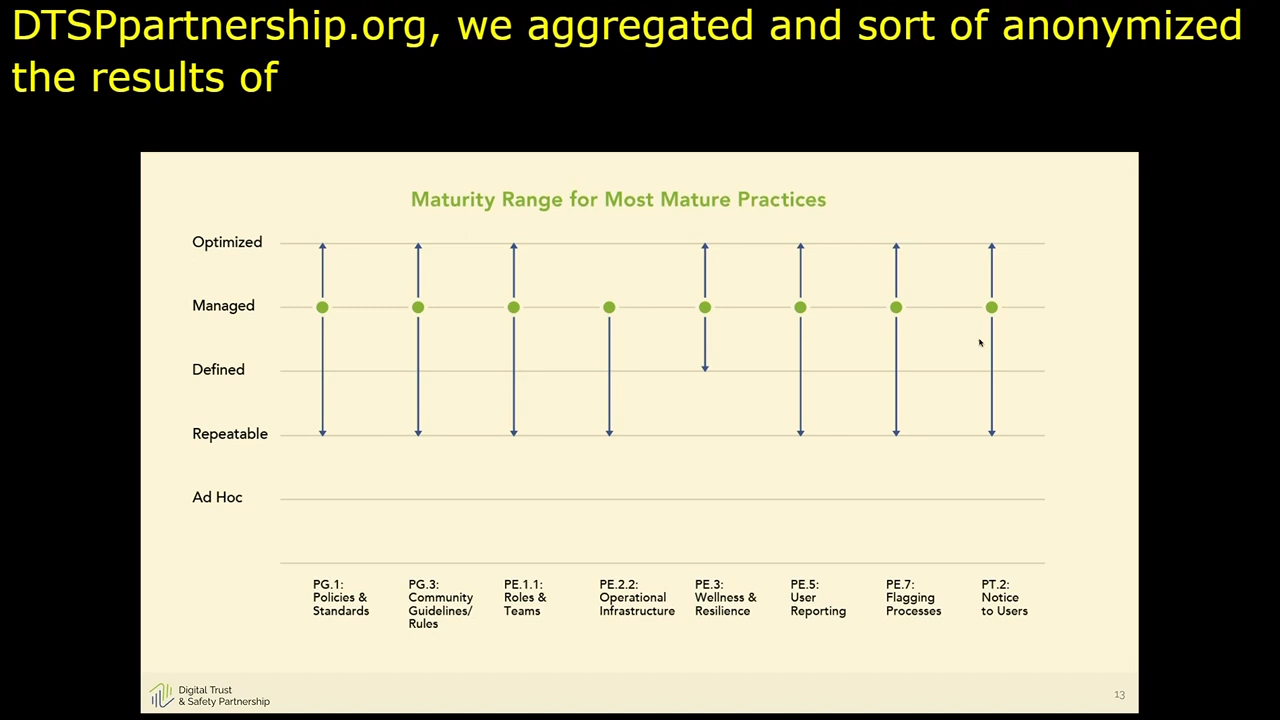 DTSPpartnership.org, we aggregated and sort of anonymized
the results of
Maturity Range for Most Mature Practices
Optimized
Managed
Defined
Repeatable
Ad Hoc
PG.1:
Policies &
Standards
PG.3:
Community
Guidelines/
Rules
PE.1.1:
Roles &
Teams
PE.2.2:
Operational
Infrastructure
PE.3:
Wellness &
Resilience
PE.5:
User
Reporting
PE.7:
Flagging
Processes
PT.2:
Notice
to Users
Digital Trust
& Safety Partnership
13